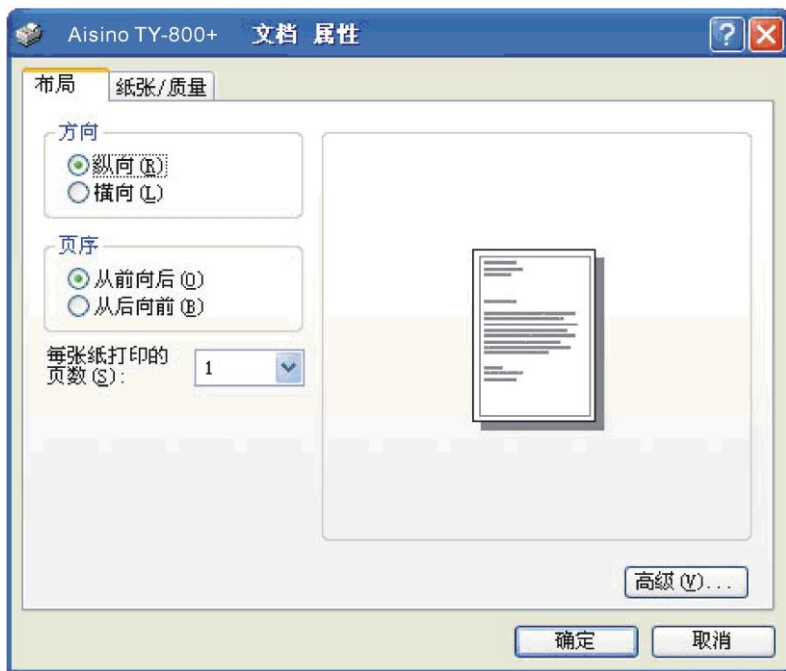 Aisino TY-800+ 文档 属性
布局 纸张/质量
方向
纵向(R)
横向(L)
页序
从前向后(O)
从后向前(B)
每张纸打印的
页数(S):
1
高级(V)...
确定 取消